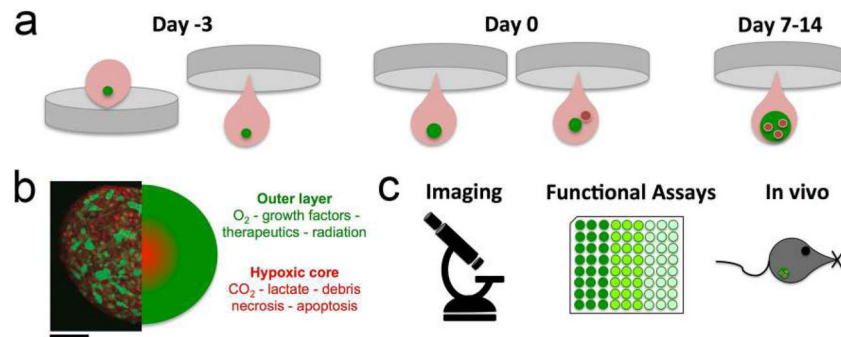 a
Day -3
Day 0
Day 7-14
b
Outer layer
O₂ - growth factors -
therapeutics - radiation
Hypoxic core
CO₂ - lactate - debris
necrosis - apoptosis
c
Imaging
Functional Assays
In vivo